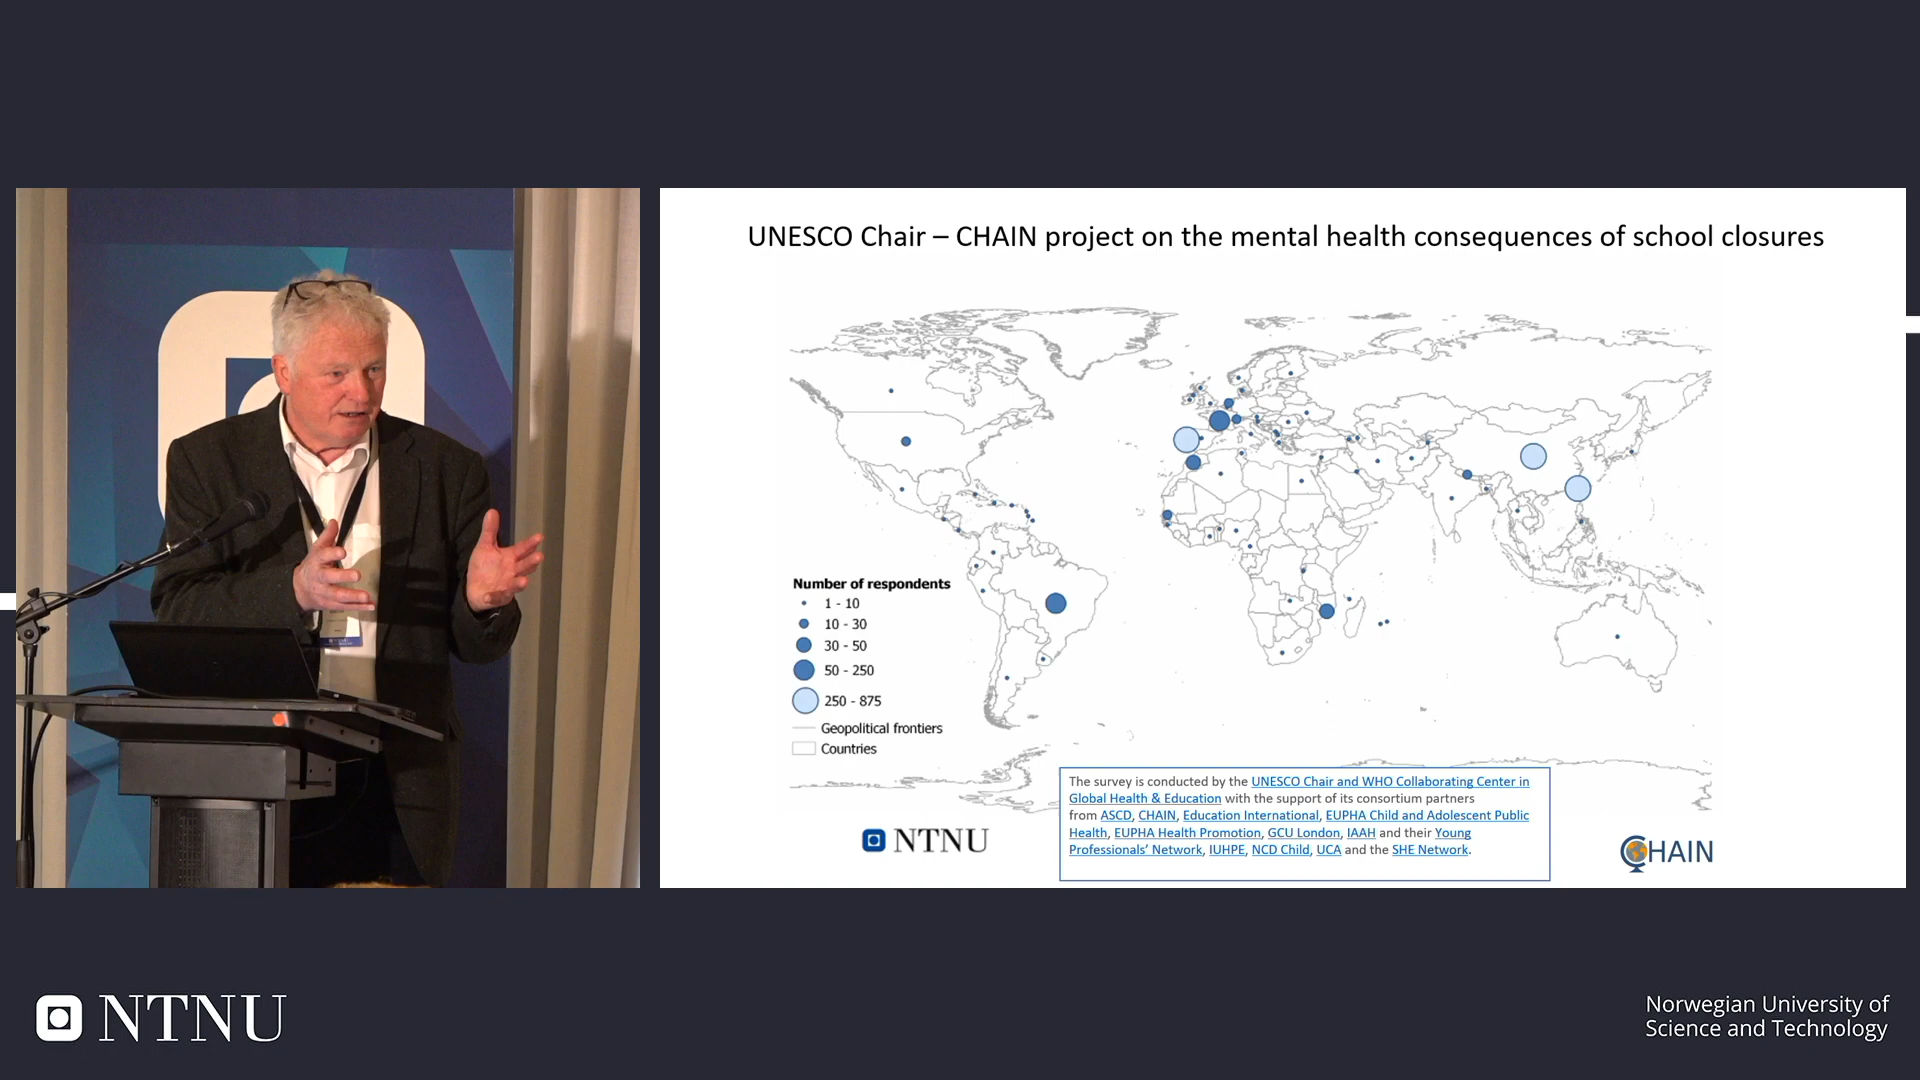 UNESCO Chair – CHAIN project on the mental health consequences of school closures
Number of respondents
1 - 10
10 - 30
30 - 50
50 - 250
250 - 875
Geopolitical frontiers
Countries
The survey is conducted by the UNESCO Chair and WHO Collaborating Center in
Global Health & Education with the support of its consortium partners
from ASCD, CHAIN, Education International, EUPHA Child and Adolescent Public
Health, EUPHA Health Promotion, GCU London, IAAH and their Young
Professionals’ Network, IUHPE, NCD Child, UCA and the SHE Network.
NTNU
CHAIN
NTNU
Norwegian University of
Science and Technology